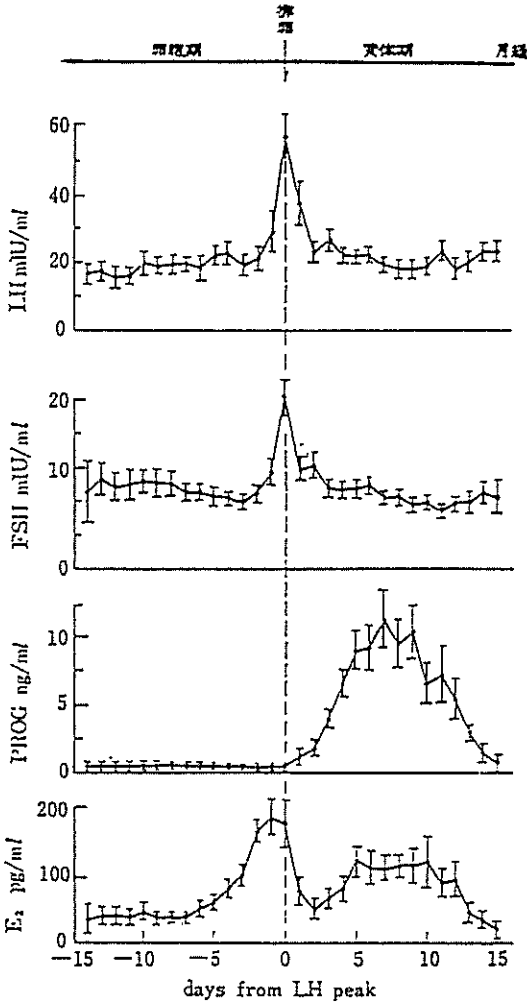 排
卵
卵胞期 黄体期 月経
60
40
20
0
LH mIU/ml
20
10
0
FSH mIU/ml
10
5
0
PROG ng/ml
200
100
0
E₂ pg/ml
−15 −10 −5 0 5 10 15
days from LH peak